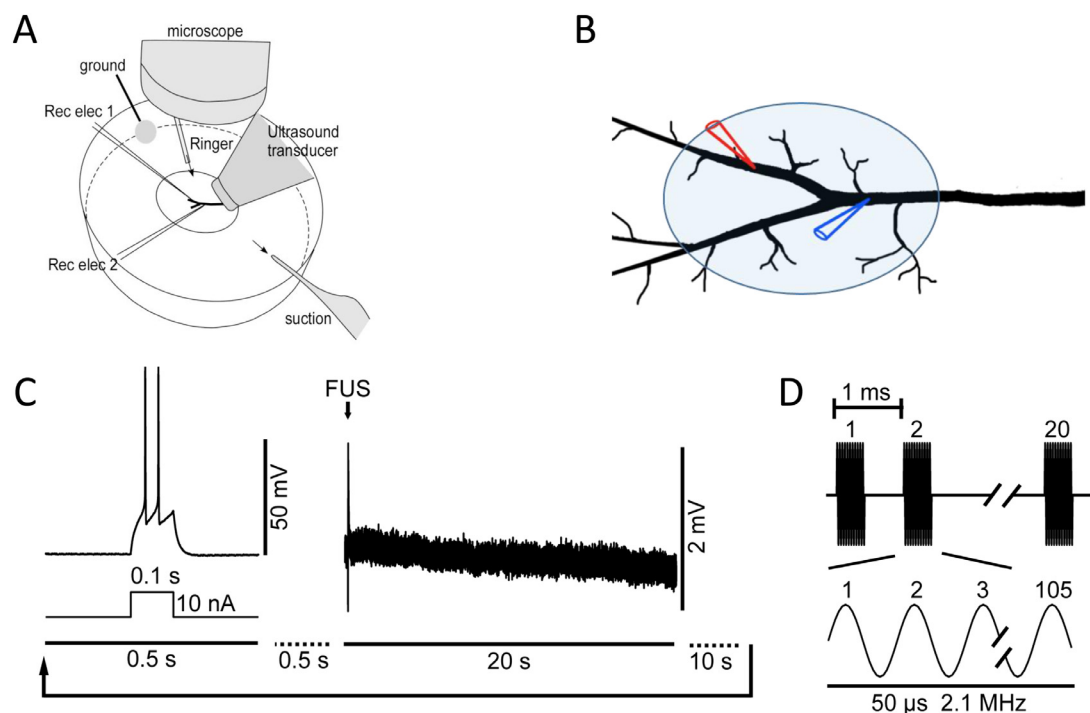 A
microscope
ground
Rec elec 1
Ringer
Ultrasound
transducer
Rec elec 2
suction
B
C
FUS
50 mV
2 mV
0.1 s
10 nA
0.5 s
0.5 s
20 s
10 s
D
1 ms
1
2
20
1
2
3
105
50 µs 2.1 MHz